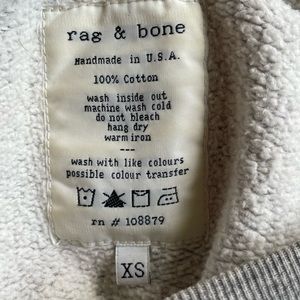 rag & bone
Handmade in U.S.A.
100% Cotton
wash inside out
machine wash cold
do not bleach
hang dry
warm iron
---
wash with like colours
possible colour transfer
rn # 108879
XS